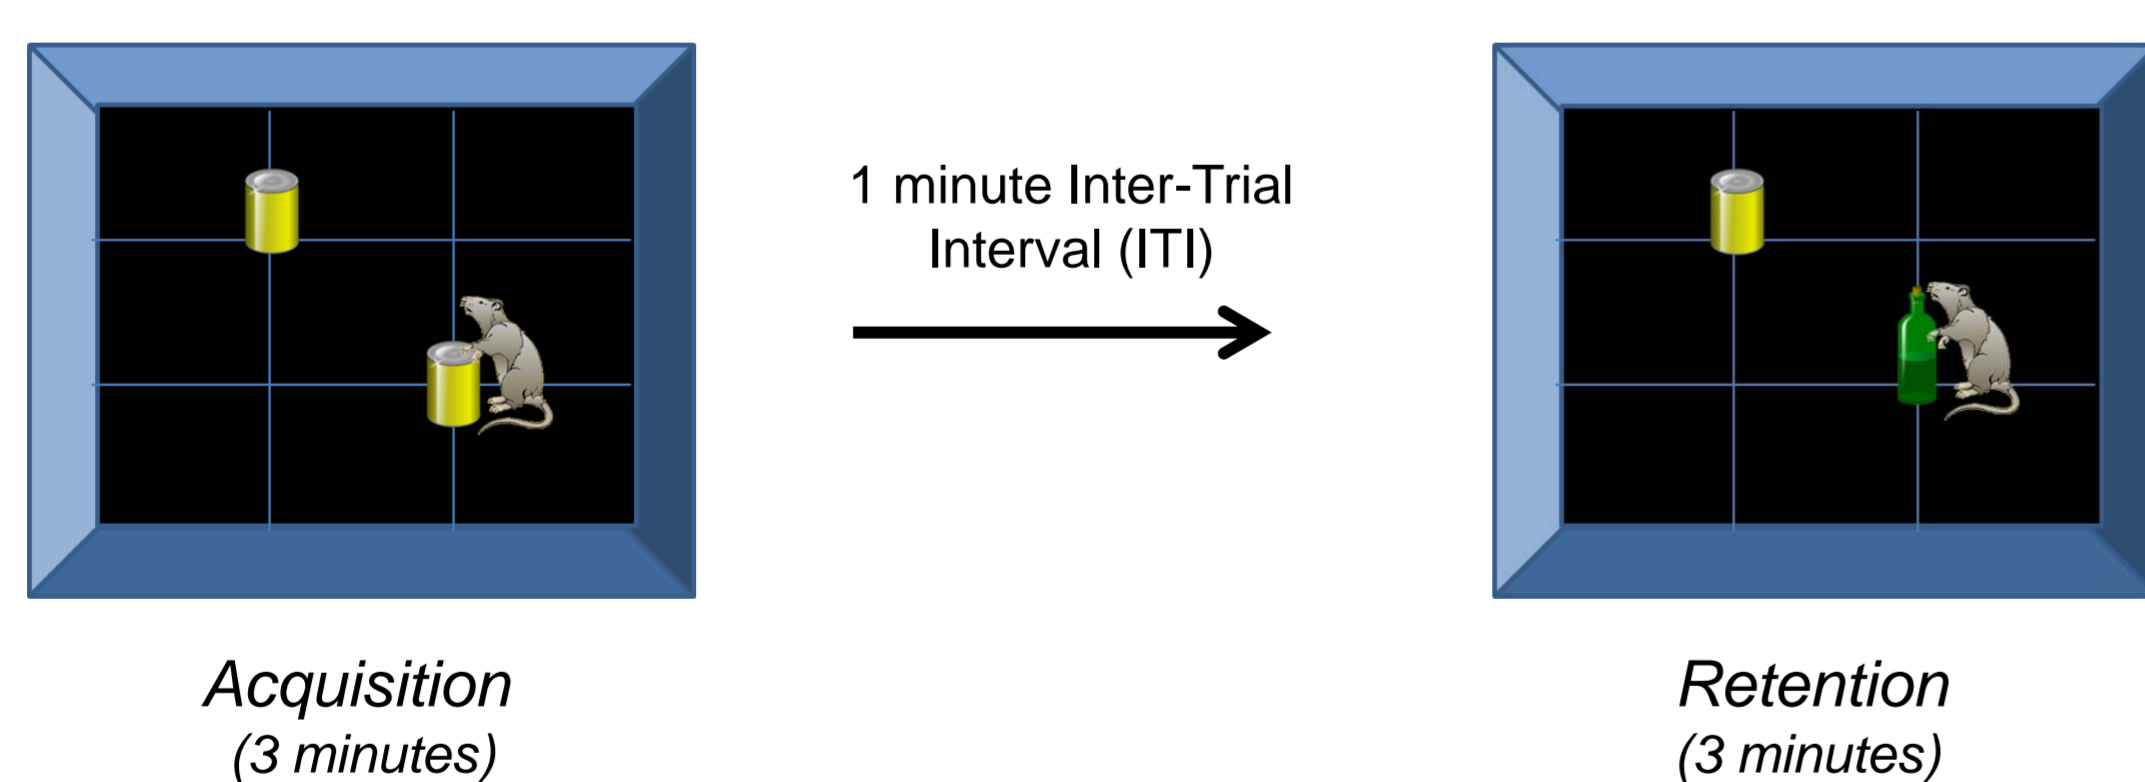 1 minute Inter-Trial
Interval (ITI)
Acquisition
(3 minutes)
Retention
(3 minutes)